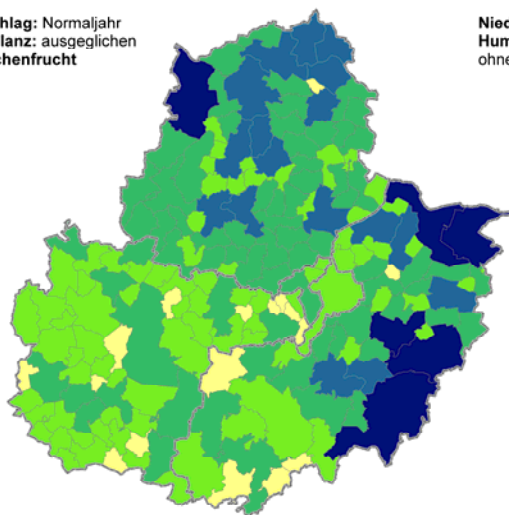 hlag: Normaljahr
lanz: ausgeglichen
chenfrucht
Nied
Hum
ohne